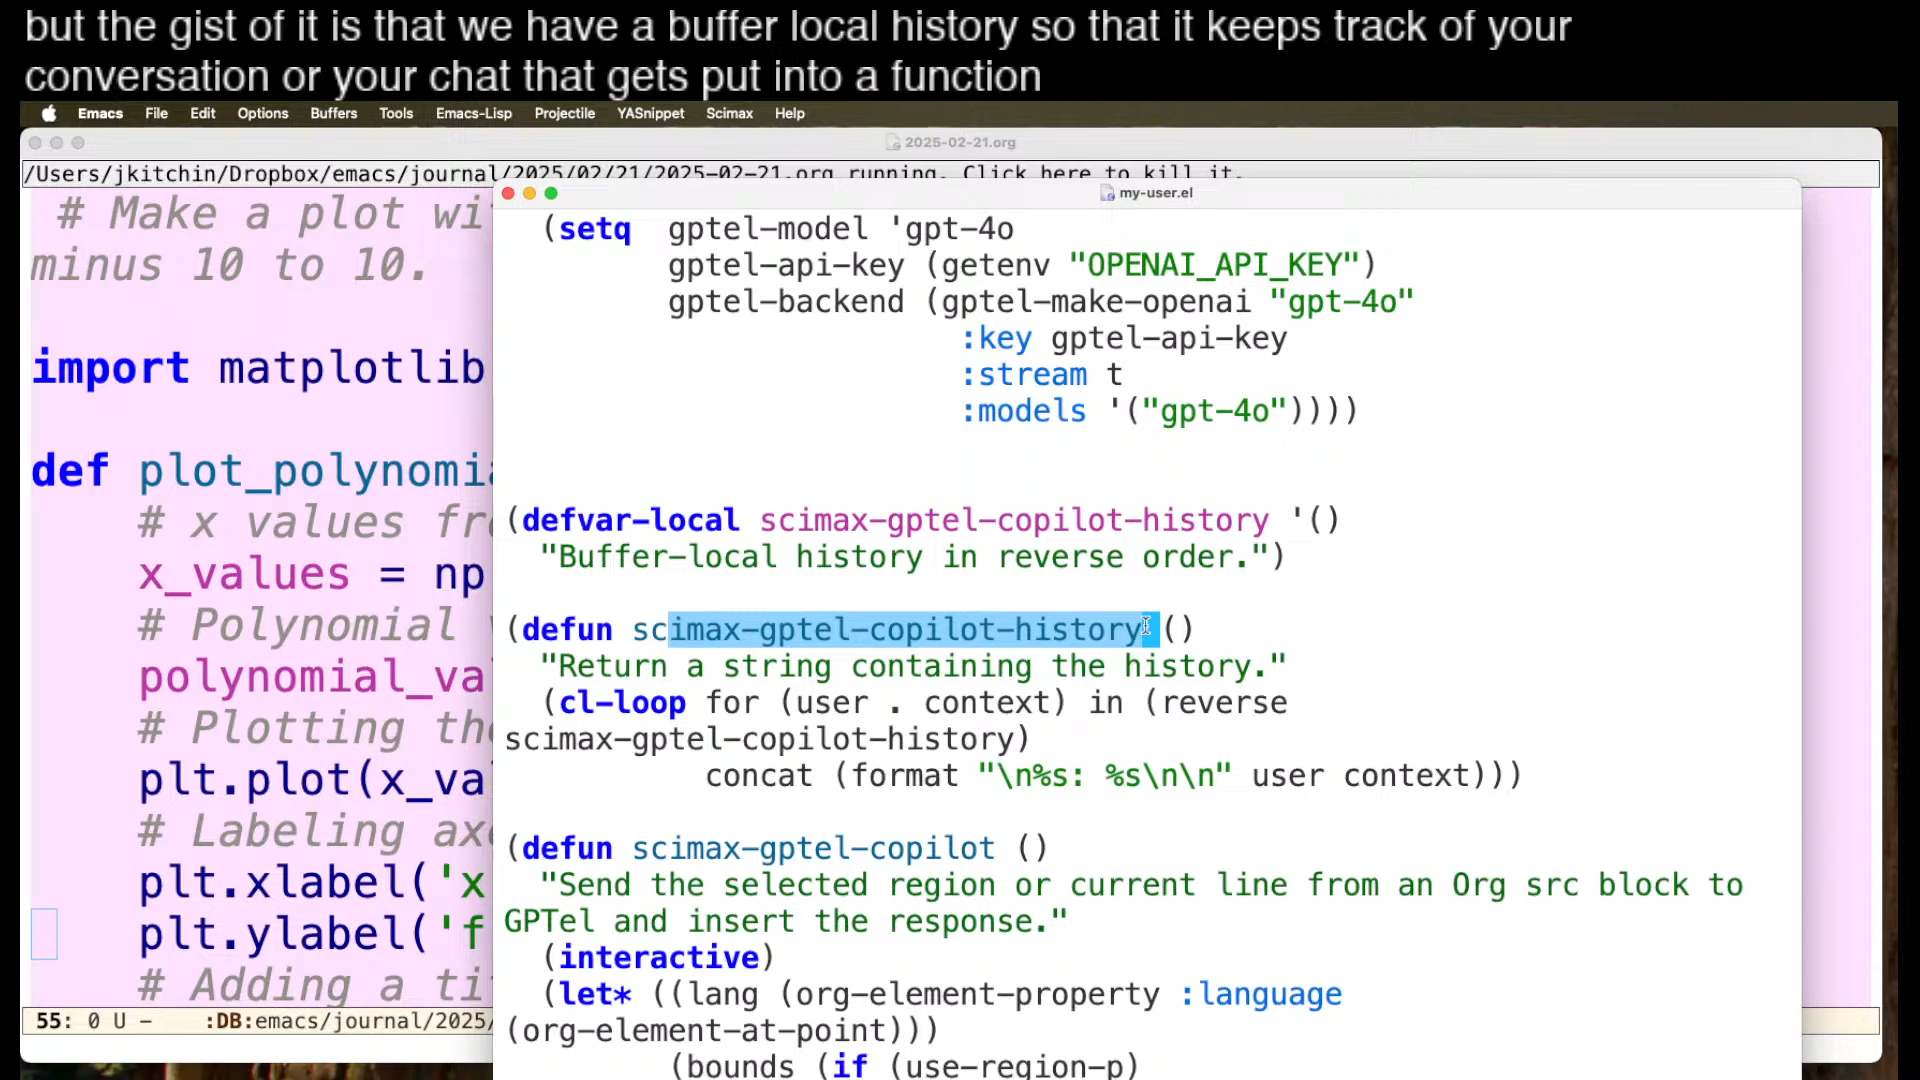 but the gist of it is that we have a buffer local history so that it keeps track of your
conversation or your chat that gets put into a function
Emacs File Edit Options Buffers Tools Emacs-Lisp Projectile YASnippet Scimax Help
2025-02-21.org
/Users/jkitchin/Dropbox/emacs/journal/2025/02/21/2025-02-21.org running. Click here to kill it.
# Make a plot wi
minus 10 to 10.
import matplotlib
def plot_polynomia
# x values fr
x_values = np
# Polynomial
polynomial_va
# Plotting th
plt.plot(x_va
# Labeling ax
plt.xlabel('x
plt.ylabel('f
# Adding a ti
55: 0 U - :DB:emacs/journal/2025/
my-user.el
(setq gptel-model 'gpt-4o
gptel-api-key (getenv "OPENAI_API_KEY")
gptel-backend (gptel-make-openai "gpt-4o"
:key gptel-api-key
:stream t
:models '("gpt-4o"))))
(defvar-local scimax-gptel-copilot-history '()
"Buffer-local history in reverse order.")
(defun scimax-gptel-copilot-history ()
"Return a string containing the history."
(cl-loop for (user . context) in (reverse
scimax-gptel-copilot-history)
concat (format "\n%s: %s\n\n" user context)))
(defun scimax-gptel-copilot ()
"Send the selected region or current line from an Org src block to
GPTel and insert the response."
(interactive)
(let* ((lang (org-element-property :language
(org-element-at-point)))
(bounds (if (use-region-p)